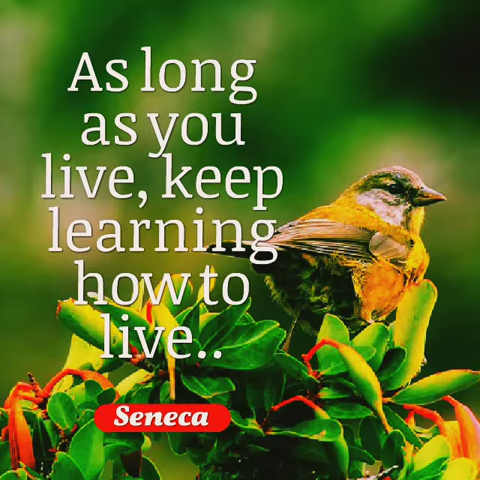 As long
as you
live, keep
learning
how to
live..
Seneca